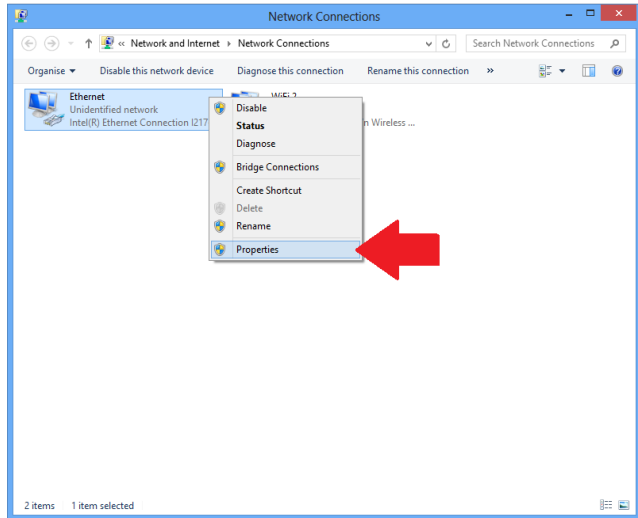 Network Connections
« Network and Internet Network Connections Search Network Connections
Organise Disable this network device Diagnose this connection Rename this connection »
Ethernet
Unidentified network
Intel(R) Ethernet Connection I217
WiFi 2
n Wireless ...
Disable
Status
Diagnose
Bridge Connections
Create Shortcut
Delete
Rename
Properties
2 items 1 item selected